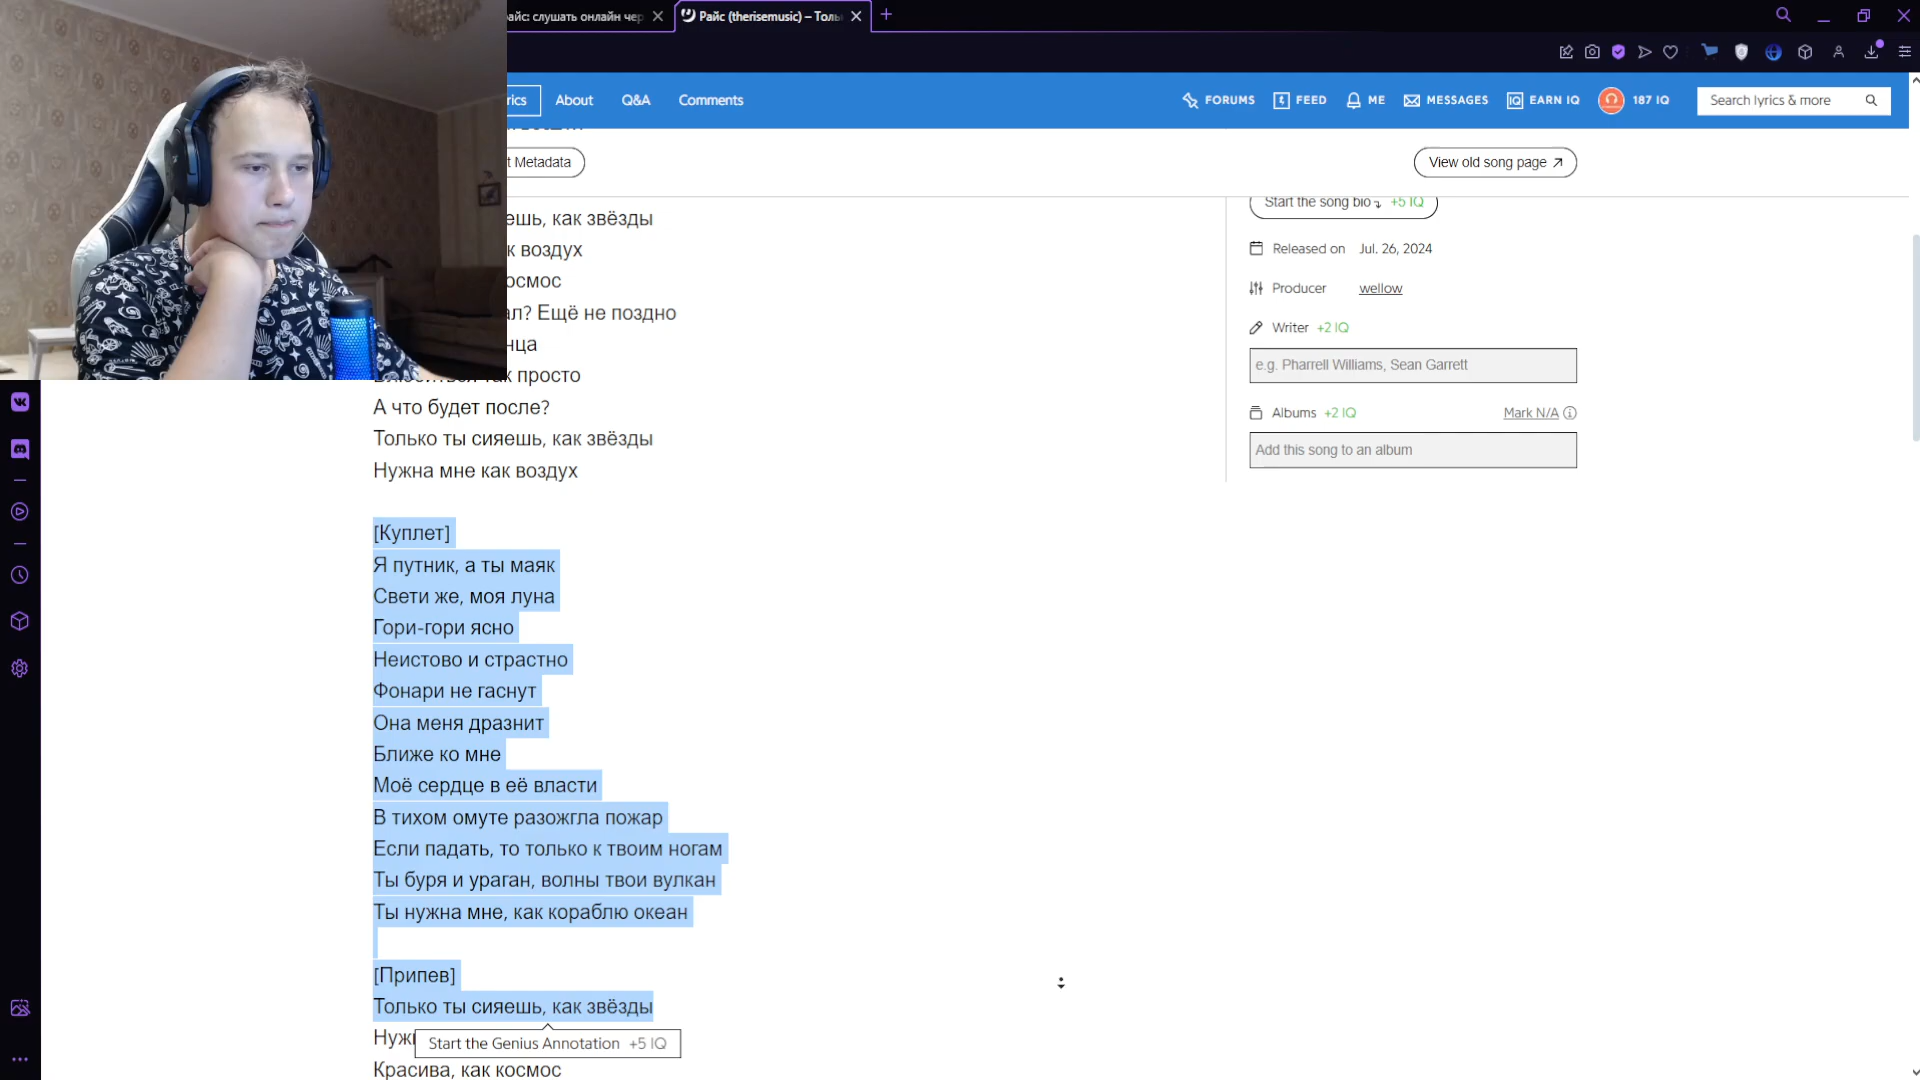 айс: слушать онлайн чер
Райс (therisemusic) – Толь
rics
About
Q&A
Comments
FORUMS
FEED
ME
MESSAGES
EARN IQ
187 IQ
Search lyrics & more
t Metadata
View old song page
ешь, как звёзды
к воздух
осмос
ал? Ещё не поздно
нца
просто
А что будет после?
Только ты сияешь, как звёзды
Нужна мне как воздух
[Куплет]
Я путник, а ты маяк
Свети же, моя луна
Гори-гори ясно
Неистово и страстно
Фонари не гаснут
Она меня дразнит
Ближе ко мне
Моё сердце в её власти
В тихом омуте разожгла пожар
Если падать, то только к твоим ногам
Ты буря и ураган, волны твои вулкан
Ты нужна мне, как кораблю океан
[Припев]
Только ты сияешь, как звёзды
Нуж
Start the Genius Annotation +5 IQ
Красива, как космос
Start the song bio +5 IQ
Released on Jul. 26, 2024
Producer wellow
Writer +2 IQ
e.g. Pharrell Williams, Sean Garrett
Albums +2 IQ
Mark N/A
Add this song to an album